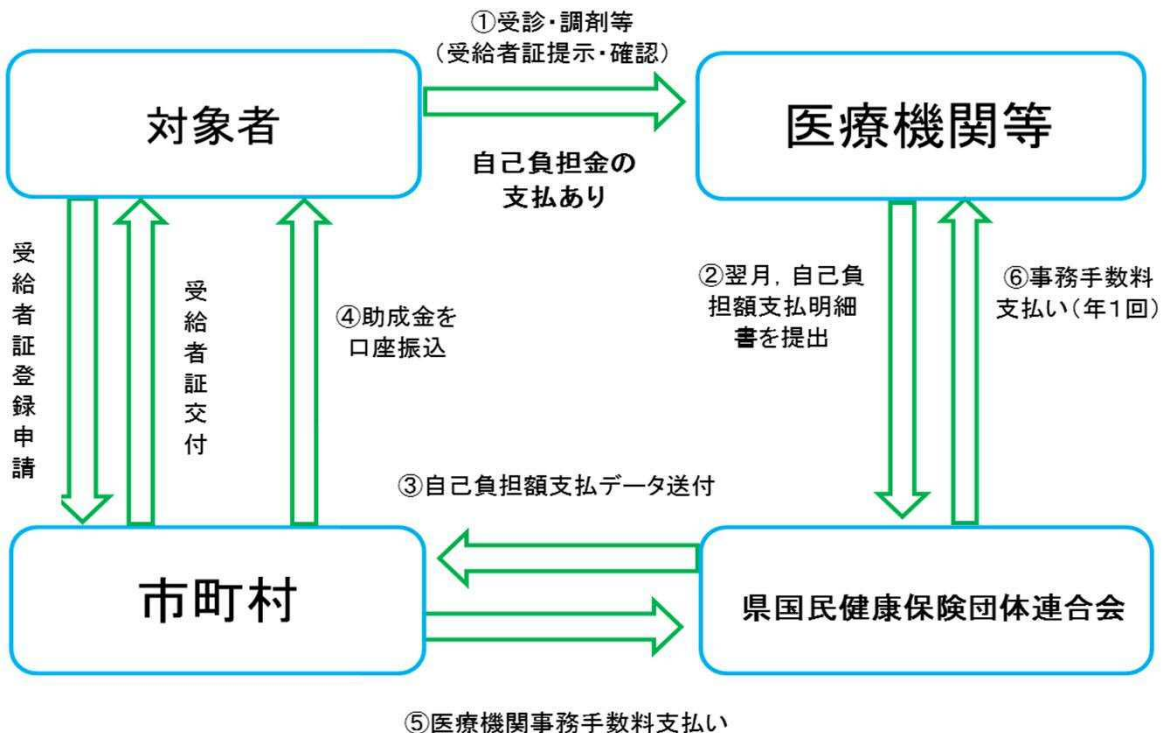 ①受診・調剤等
(受給者証提示・確認)
対象者
医療機関等
自己負担金の
支払あり
受給者証登録申請
受給者証交付
④助成金を
口座振込
②翌月，自己負
担額支払明細
書を提出
⑥事務手数料
支払い(年1回)
③自己負担額支払データ送付
市町村
県国民健康保険団体連合会
⑤医療機関事務手数料支払い